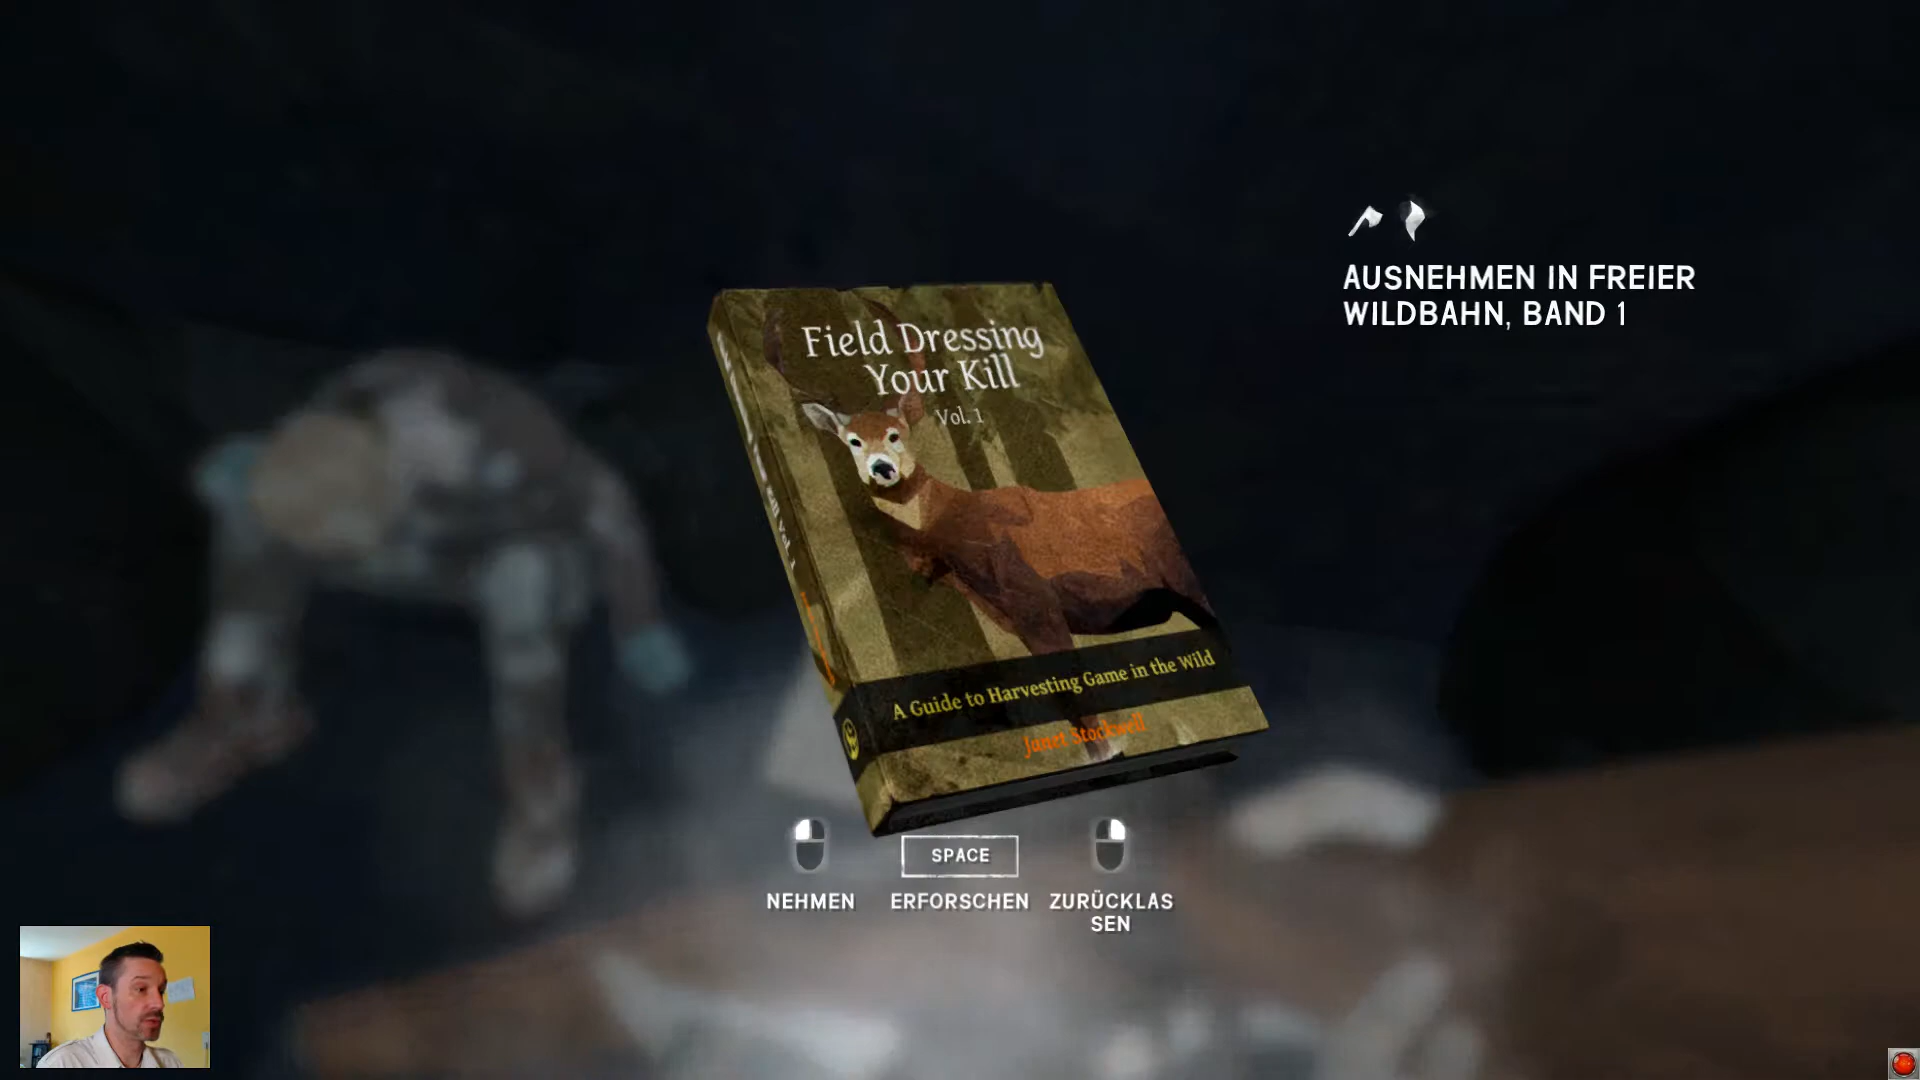 AUSNEHMEN IN FREIER
WILDBAHN, BAND 1
Field Dressing
Your Kill
Vol. 1
A Guide to Harvesting Game in the Wild
Janet Stockwell
SPACE
NEHMEN
ERFORSCHEN
ZURÜCKLAS
SEN